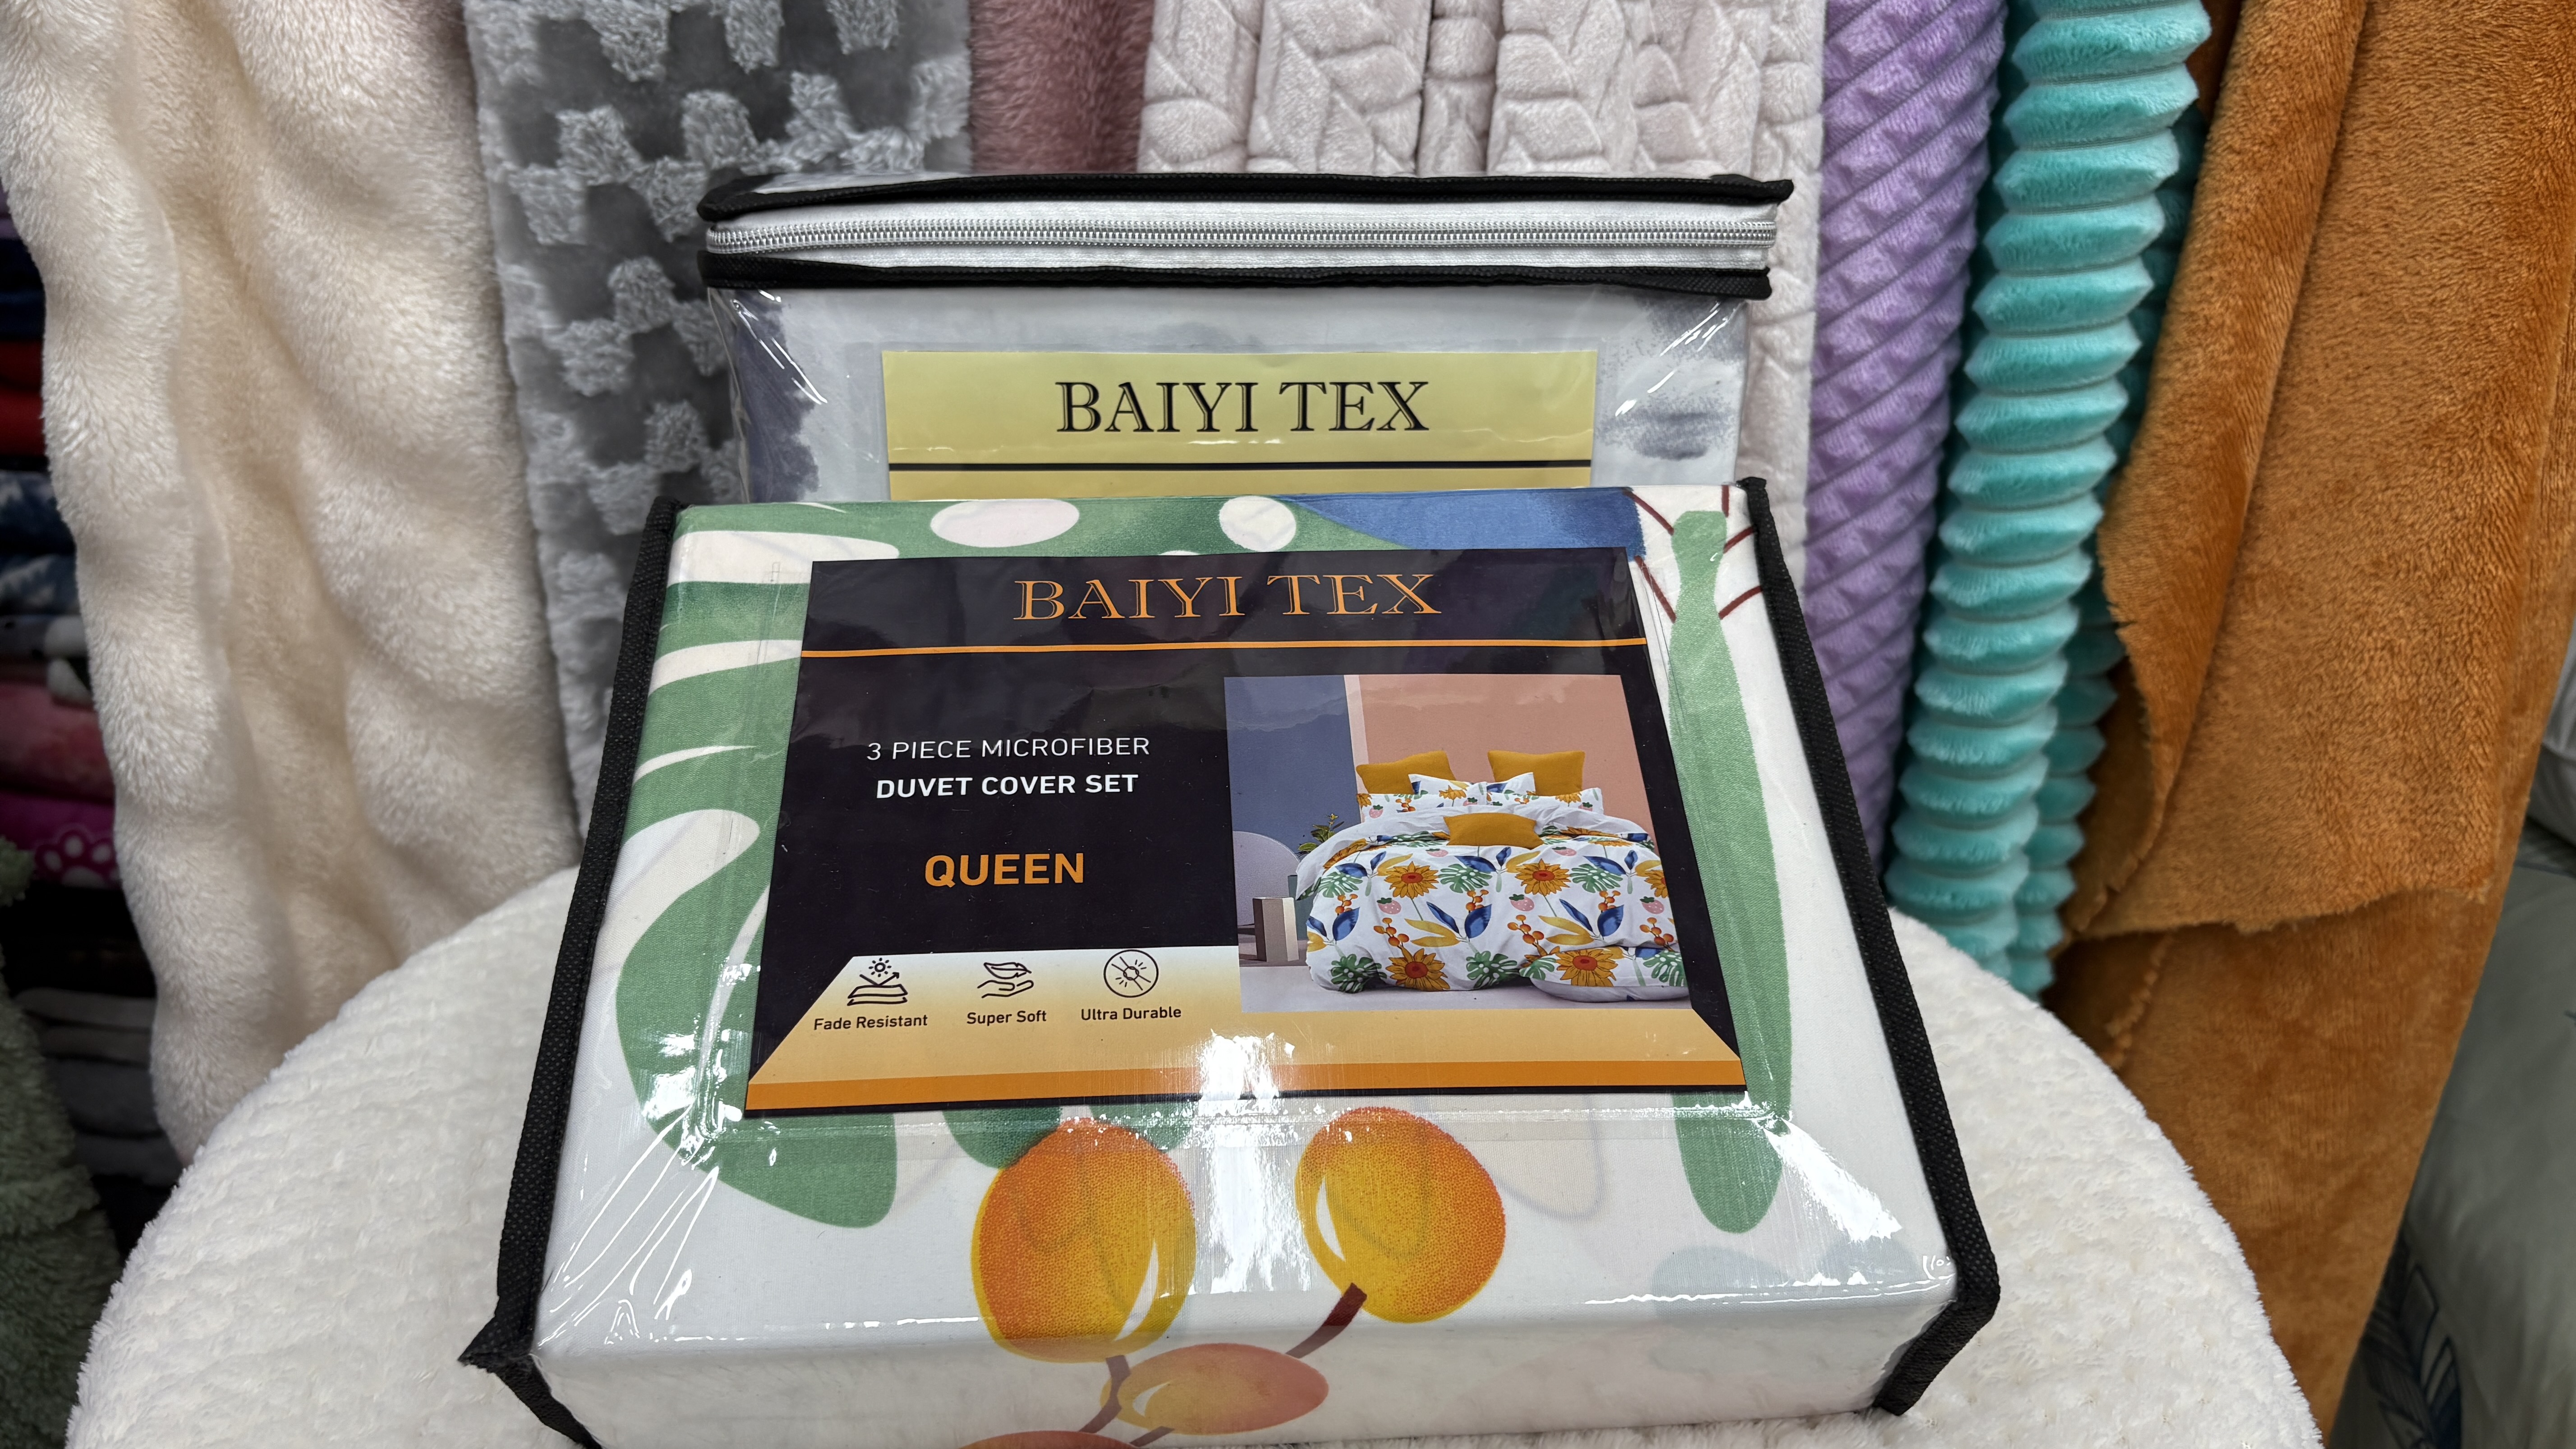 BAIYI TEX
BAIYI TEX
3 PIECE MICROFIBER
DUVET COVER SET
QUEEN
Fade Resistant
Super Soft
Ultra Durable